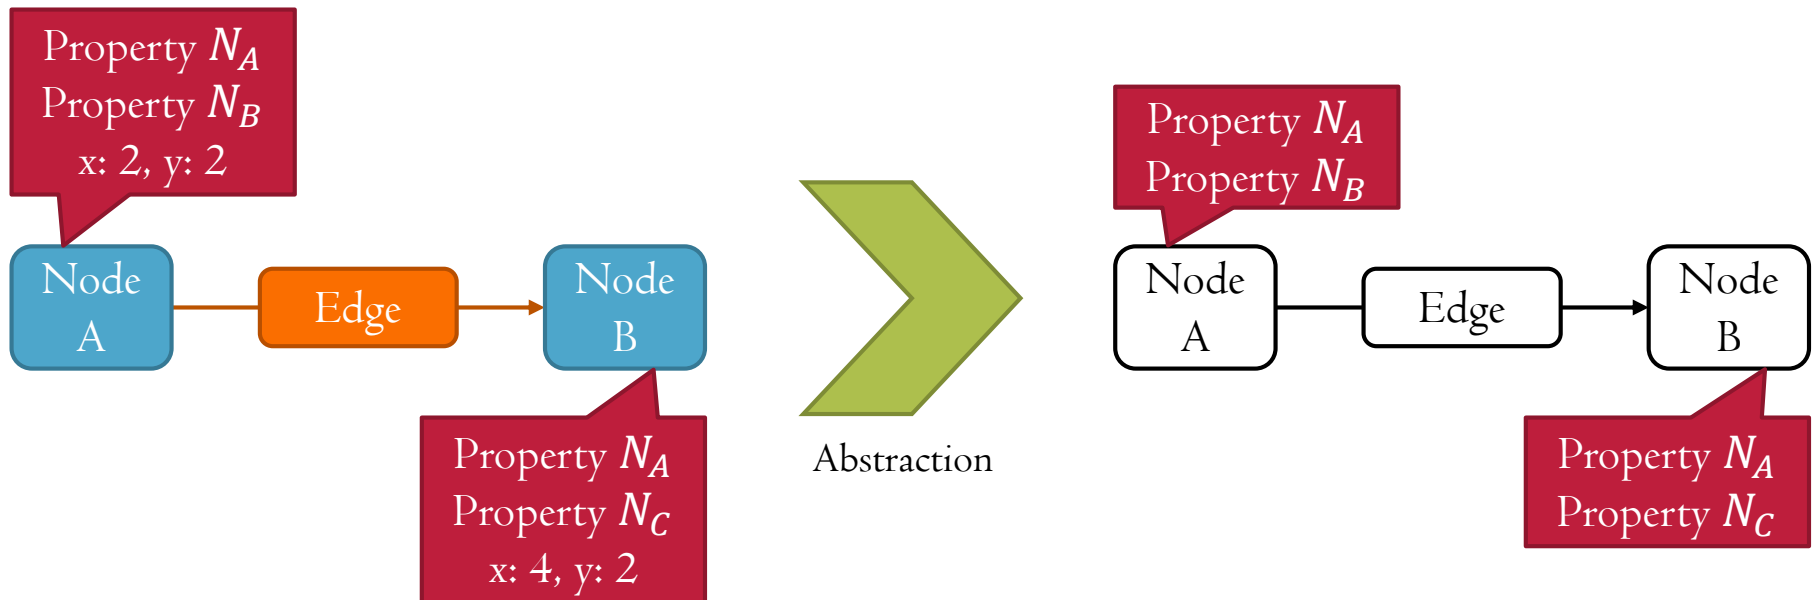 Property N_A
Property N_B
x: 2, y: 2
Node
A
Edge
Node
B
Property N_A
Property N_C
x: 4, y: 2
Abstraction
Property N_A
Property N_B
Node
A
Edge
Node
B
Property N_A
Property N_C